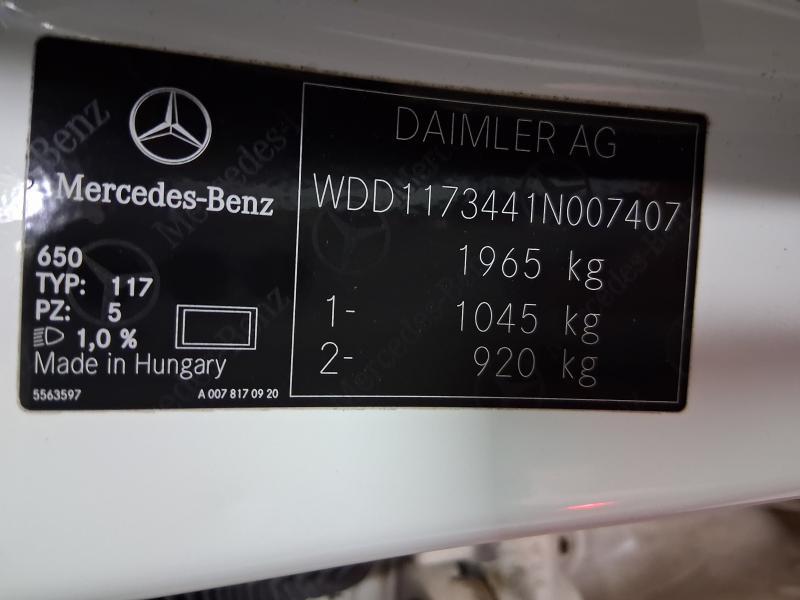 Mercedes-Benz
650
TYP: 117
PZ: 5
1,0 %
Made in Hungary
5563597
A 007 817 09 20
DAIMLER AG
WDD1173441N007407
1965 kg
1- 1045 kg
2- 920 kg